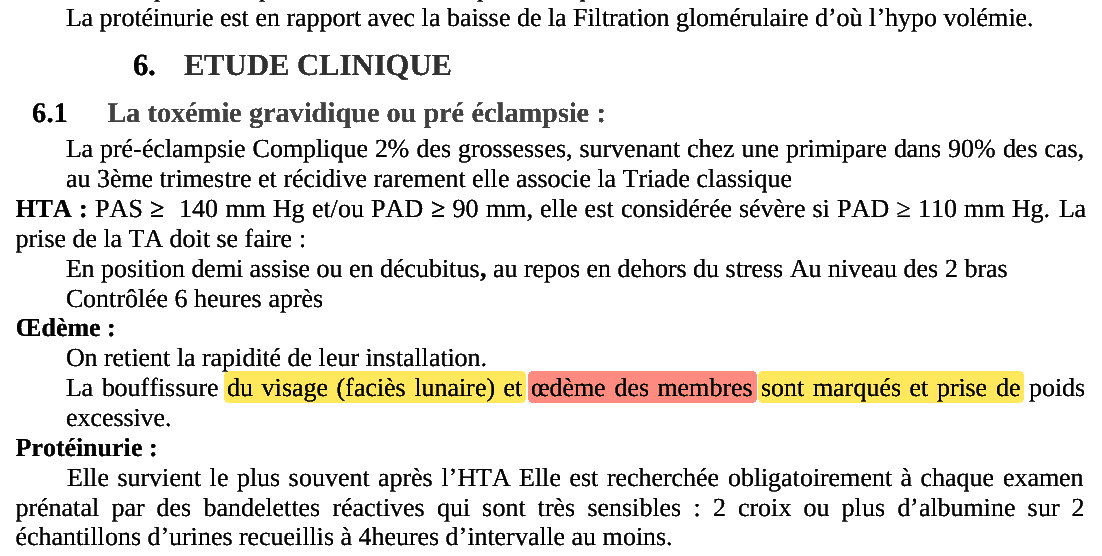 La protéinurie est en rapport avec la baisse de la Filtration glomérulaire d’où l’hypo volémie.
6. ETUDE CLINIQUE
6.1 La toxémie gravidique ou pré éclampsie :
La pré-éclampsie Complique 2% des grossesses, survenant chez une primipare dans 90% des cas,
au 3ème trimestre et récidive rarement elle associe la Triade classique
HTA : PAS ≥ 140 mm Hg et/ou PAD ≥ 90 mm, elle est considérée sévère si PAD ≥ 110 mm Hg. La
prise de la TA doit se faire :
En position demi assise ou en décubitus, au repos en dehors du stress Au niveau des 2 bras
Contrôlée 6 heures après
Œdème :
On retient la rapidité de leur installation.
La bouffissure du visage (faciès lunaire) et œdème des membres sont marqués et prise de poids
excessive.
Protéinurie :
Elle survient le plus souvent après l’HTA Elle est recherchée obligatoirement à chaque examen
prénatal par des bandelettes réactives qui sont très sensibles : 2 croix ou plus d’albumine sur 2
échantillons d’urines recueillis à 4heures d’intervalle au moins.